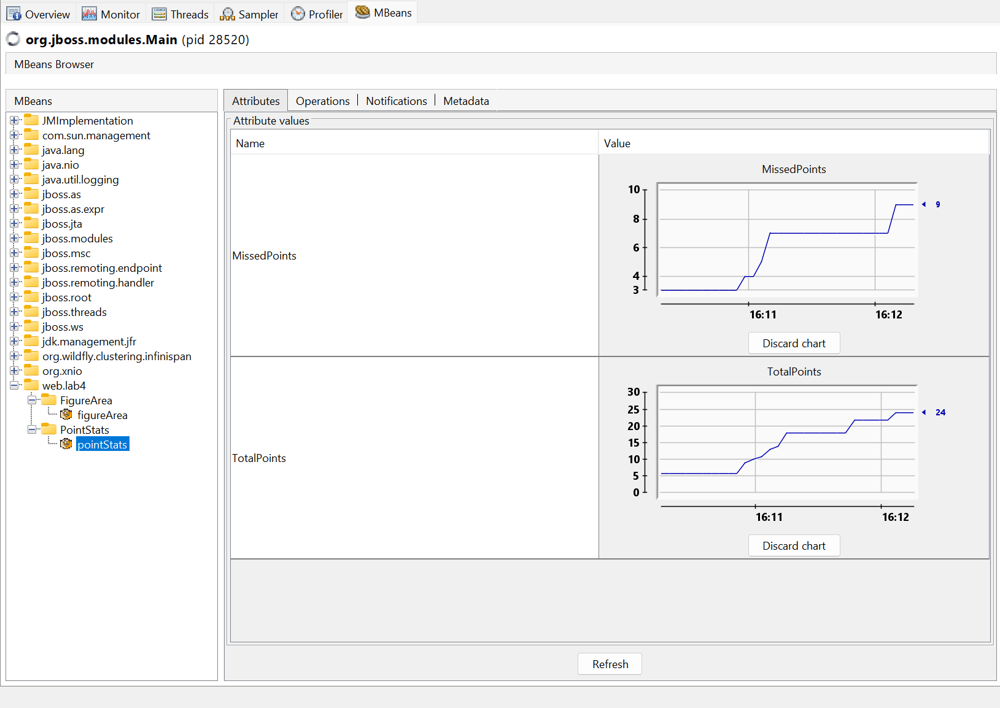 Overview Monitor Threads Sampler Profiler MBeans
org.jboss.modules.Main (pid 28520)
MBeans Browser
MBeans
JMImplementation
com.sun.management
java.lang
java.nio
java.util.logging
jboss.as
jboss.as.expr
jboss.jta
jboss.modules
jboss.msc
jboss.remoting.endpoint
jboss.remoting.handler
jboss.root
jboss.threads
jboss.ws
jdk.management.jfr
org.wildfly.clustering.infinispan
org.xnio
web.lab4
FigureArea
figureArea
PointStats
pointStats
Attributes Operations Notifications Metadata
Attribute values
Name Value
MissedPoints
MissedPoints
10
8
6
4
3
9
16:11 16:12
Discard chart
TotalPoints
TotalPoints
30
25
20
15
10
5
0
24
16:11 16:12
Discard chart
Refresh